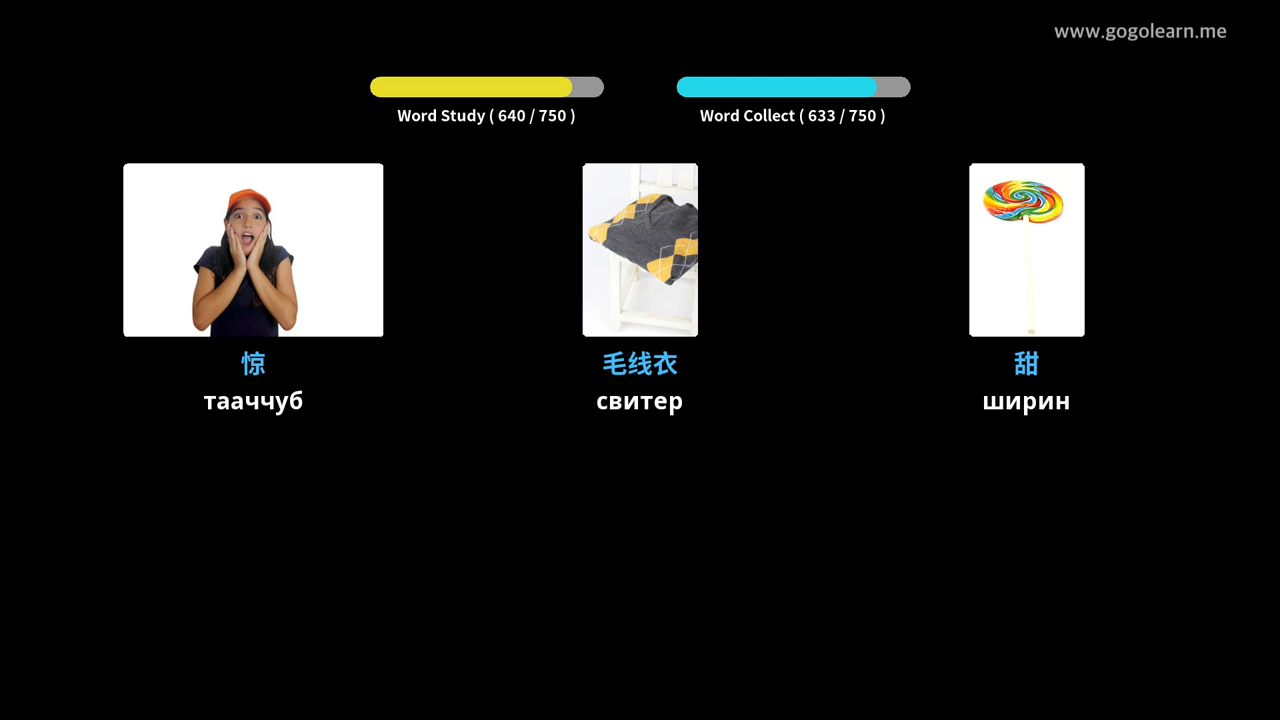 www.gogolearn.me
Word Study ( 640 / 750 )
Word Collect ( 633 / 750 )
惊
毛线衣
甜
тааччуб
свитер
ширин